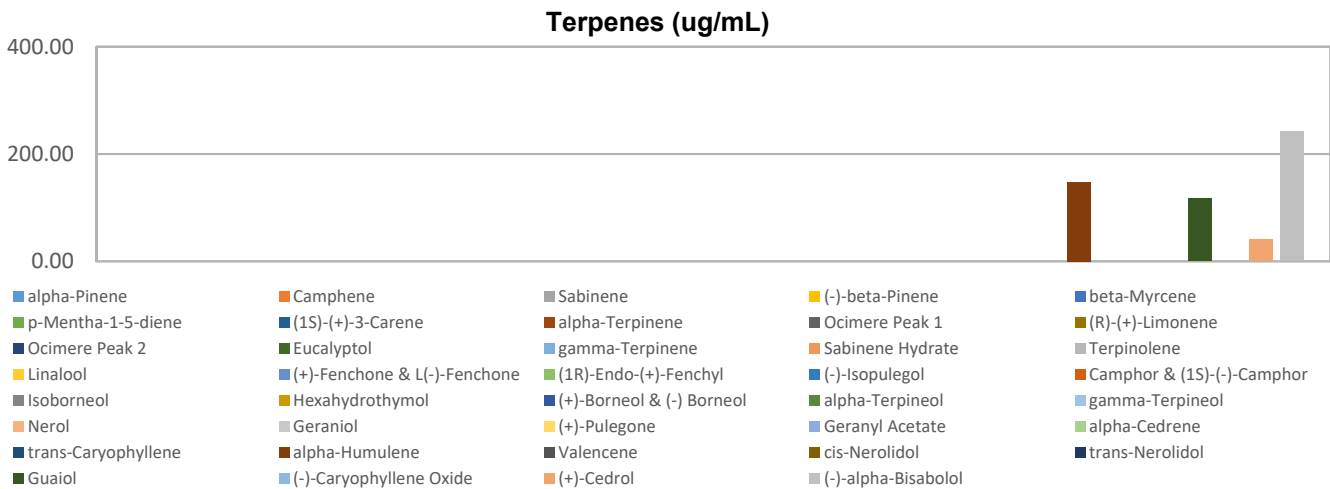 Terpenes (ug/mL)
400.00
200.00
0.00
alpha-Pinene Camphene Sabinene (-)-beta-Pinene beta-Myrcene
p-Mentha-1-5-diene (1S)-(+)-3-Carene alpha-Terpinene Ocimere Peak 1 (R)-(+)-Limonene
Ocimere Peak 2 Eucalyptol gamma-Terpinene Sabinene Hydrate Terpinolene
Linalool (+)-Fenchone & L(-)-Fenchone (1R)-Endo-(+)-Fenchyl (-)-Isopulegol Camphor & (1S)-(-)-Camphor
Isoborneol Hexahydrothymol (+)-Borneol & (-) Borneol alpha-Terpineol gamma-Terpineol
Nerol Geraniol (+)-Pulegone Geranyl Acetate alpha-Cedrene
trans-Caryophyllene alpha-Humulene Valencene cis-Nerolidol trans-Nerolidol
Guaiol (-)-Caryophyllene Oxide (+)-Cedrol (-)-alpha-Bisabolol